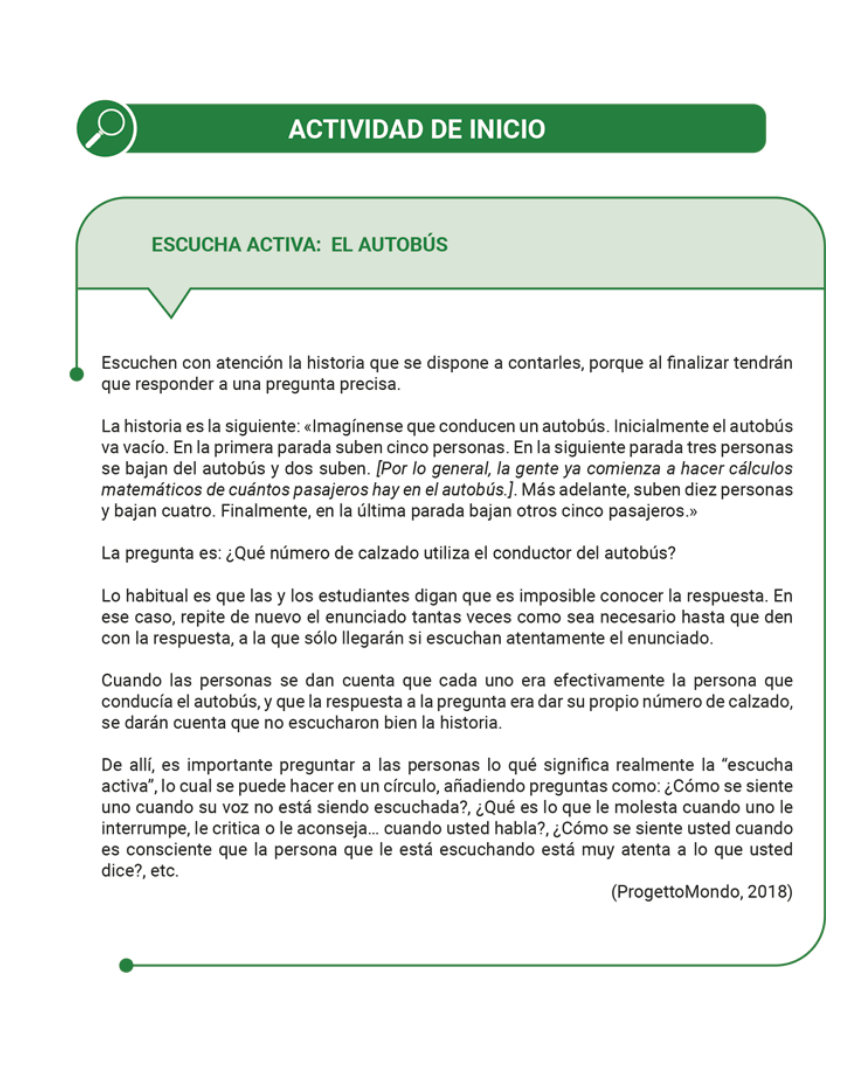 ACTIVIDAD DE INICIO
ESCUCHA ACTIVA: EL AUTOBÚS
Escuchen con atención la historia que se dispone a contarles, porque al finalizar tendrán
que responder a una pregunta precisa.
La historia es la siguiente: «Imagínense que conducen un autobús. Inicialmente el autobús
va vacío. En la primera parada suben cinco personas. En la siguiente parada tres personas
se bajan del autobús y dos suben. [Por lo general, la gente ya comienza a hacer cálculos
matemáticos de cuántos pasajeros hay en el autobús.]. Más adelante, suben diez personas
y bajan cuatro. Finalmente, en la última parada bajan otros cinco pasajeros.»
La pregunta es: ¿Qué número de calzado utiliza el conductor del autobús?
Lo habitual es que las y los estudiantes digan que es imposible conocer la respuesta. En
ese caso, repite de nuevo el enunciado tantas veces como sea necesario hasta que den
con la respuesta, a la que sólo llegarán si escuchan atentamente el enunciado.
Cuando las personas se dan cuenta que cada uno era efectivamente la persona que
conducía el autobús, y que la respuesta a la pregunta era dar su propio número de calzado,
se darán cuenta que no escucharon bien la historia.
De allí, es importante preguntar a las personas lo qué significa realmente la “escucha
activa”, lo cual se puede hacer en un círculo, añadiendo preguntas como: ¿Cómo se siente
uno cuando su voz no está siendo escuchada?, ¿Qué es lo que le molesta cuando uno le
interrumpe, le critica o le aconseja... cuando usted habla?, ¿Cómo se siente usted cuando
es consciente que la persona que le está escuchando está muy atenta a lo que usted
dice?, etc.
(ProgettoMondo, 2018)